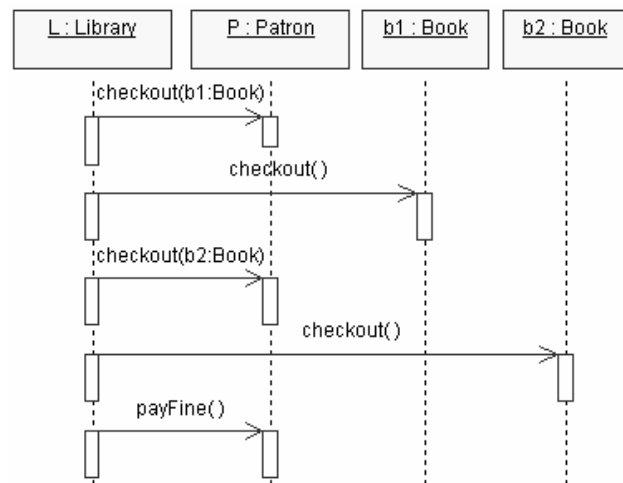 L : Library
P : Patron
b1 : Book
b2 : Book
checkout(b1:Book)
checkout()
checkout(b2:Book)
checkout()
payFine()